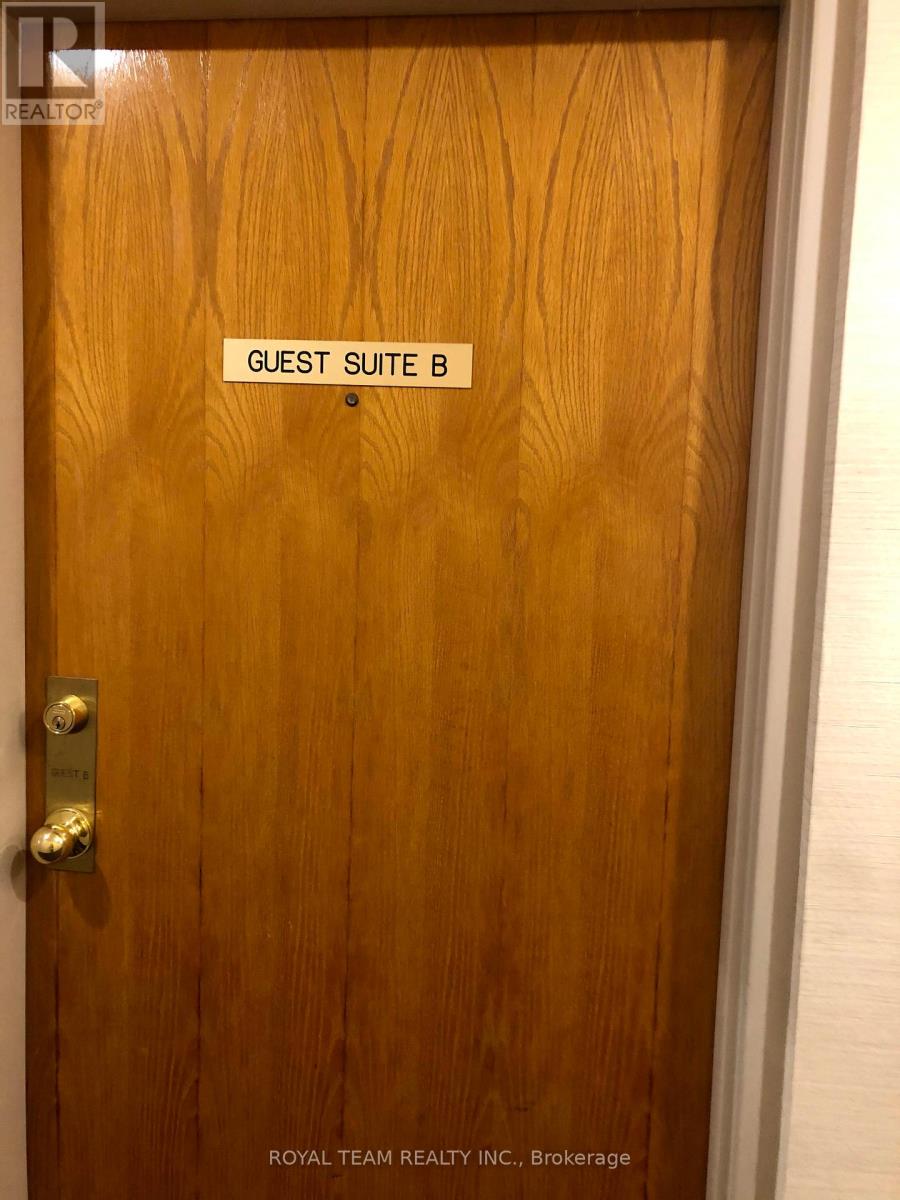 REALTOR®
GUEST SUITE B
GUEST B
ROYAL TEAM REALTY INC., Brokerage